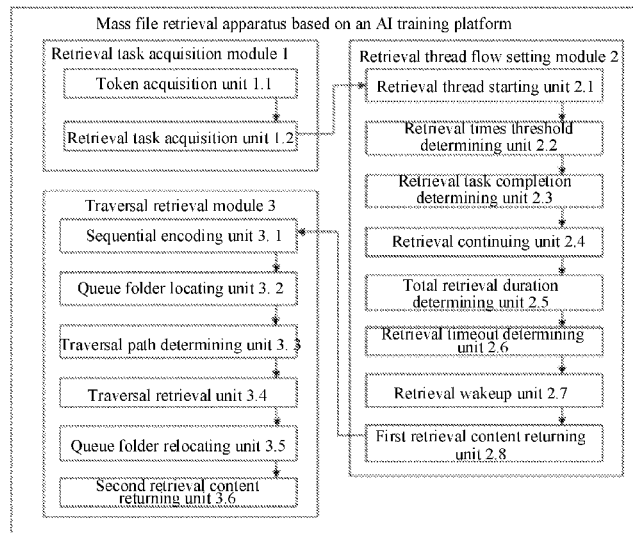 Mass file retrieval apparatus based on an AI training platform
Retrieval task acquisition module 1
Token acquisition unit 1.1
Retrieval task acquisition unit 1.2
Retrieval thread flow setting module 2
Retrieval thread starting unit 2.1
Retrieval times threshold
determining unit 2.2
Retrieval task completion
determining unit 2.3
Retrieval continuing unit 2.4
Total retrieval duration
determining unit 2.5
Retrieval timeout determining
unit 2.6
Retrieval wakeup unit 2.7
First retrieval content returning
unit 2.8
Traversal retrieval module 3
Sequential encoding unit 3. 1
Queue folder locating unit 3. 2
Traversal path determining unit 3. 3
Traversal retrieval unit 3.4
Queue folder relocating unit 3.5
Second retrieval content
returning unit 3.6